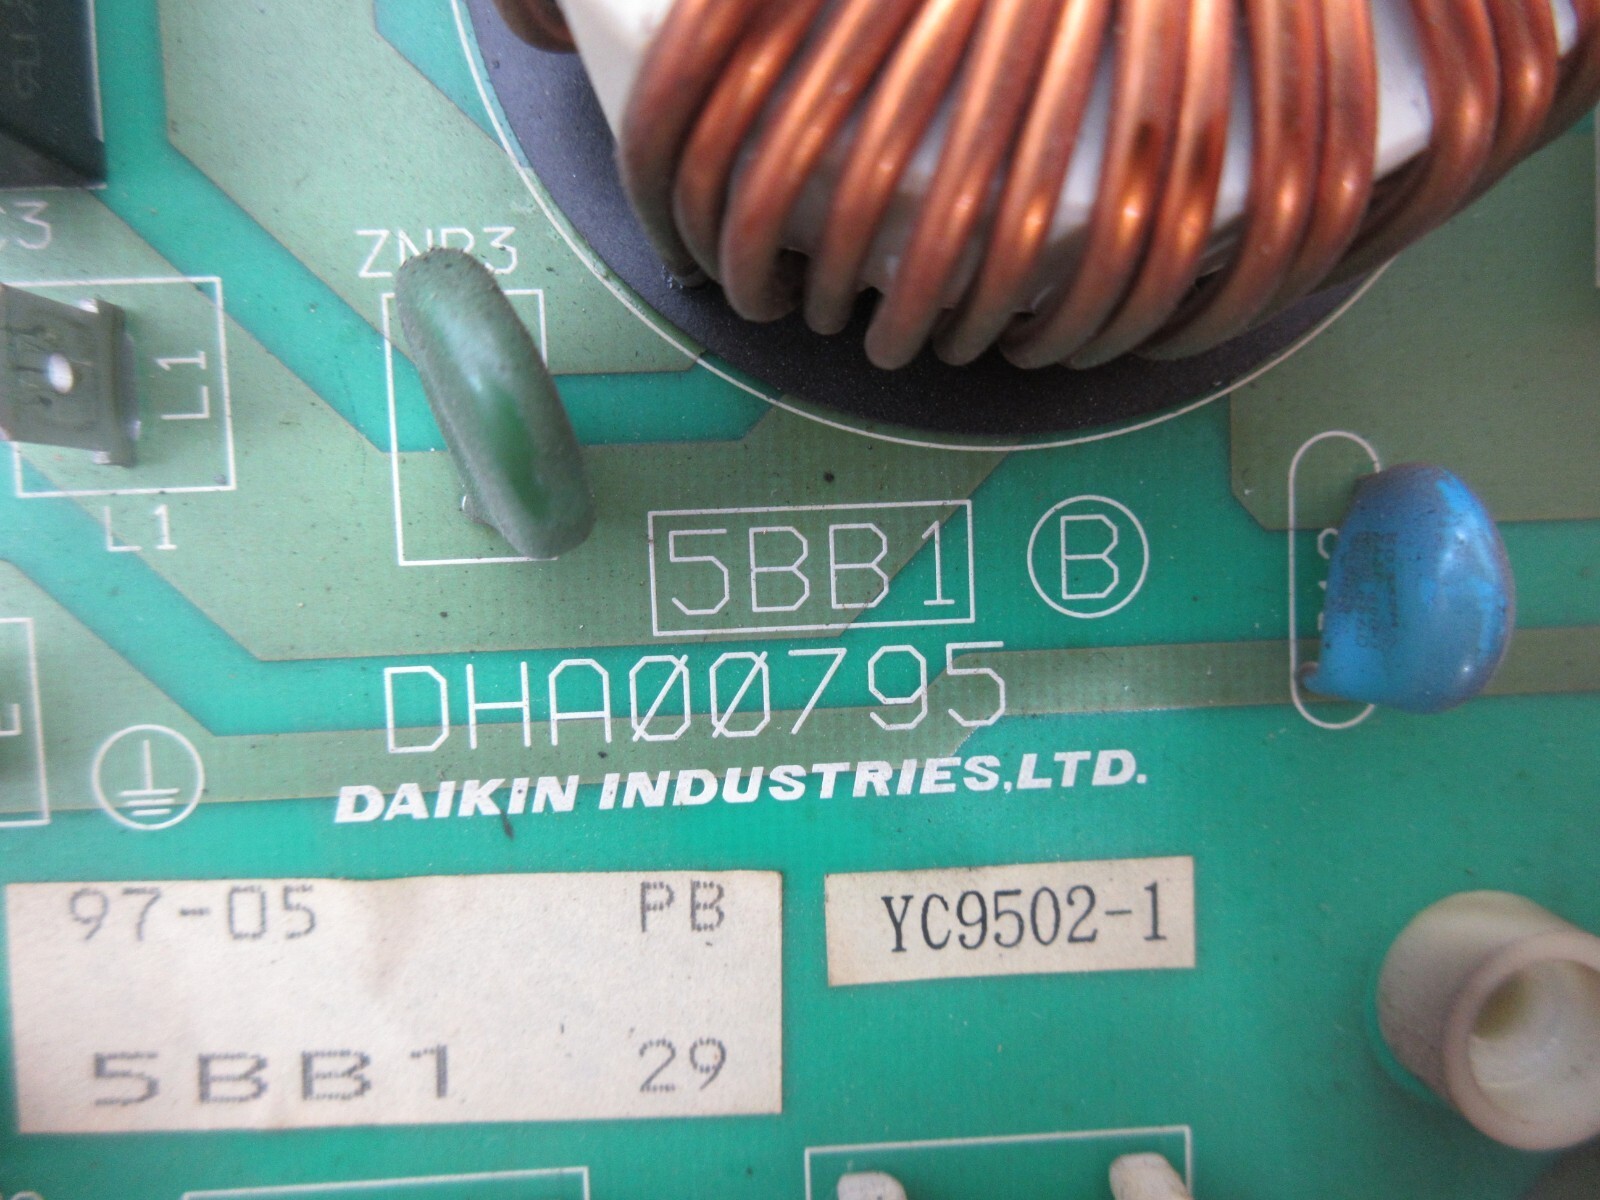 ZNR3
L1
L1
5BB1 B
DHA00795
DAIKIN INDUSTRIES,LTD.
97-05 PB
5BB1 29
YC9502-1